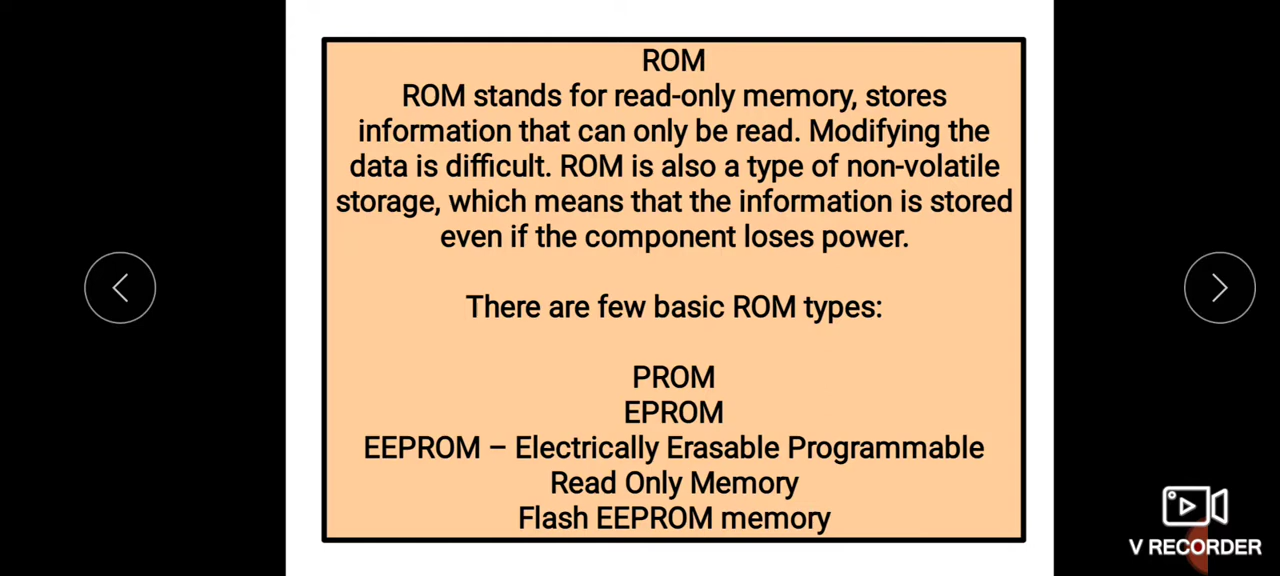 ROM
ROM stands for read-only memory, stores
information that can only be read. Modifying the
data is difficult. ROM is also a type of non-volatile
storage, which means that the information is stored
even if the component loses power.
There are few basic ROM types:
PROM
EPROM
EEPROM – Electrically Erasable Programmable
Read Only Memory
Flash EEPROM memory
V RECORDER